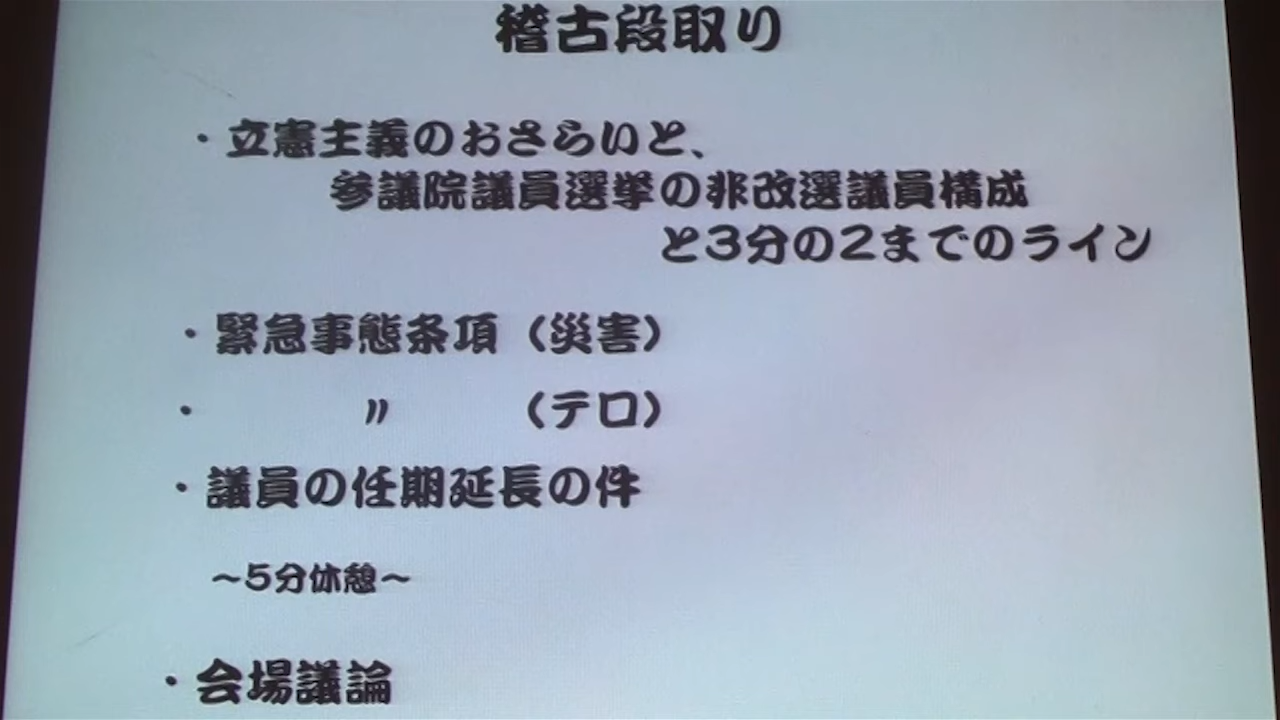 稽古段取り
・立憲主義のおさらいと、
参議院議員選挙の非改選議員構成
と3分の2までのライン
・緊急事態条項（災害）
・ 〃 （テロ）
・議員の任期延長の件
～5分休憩～
・会場議論